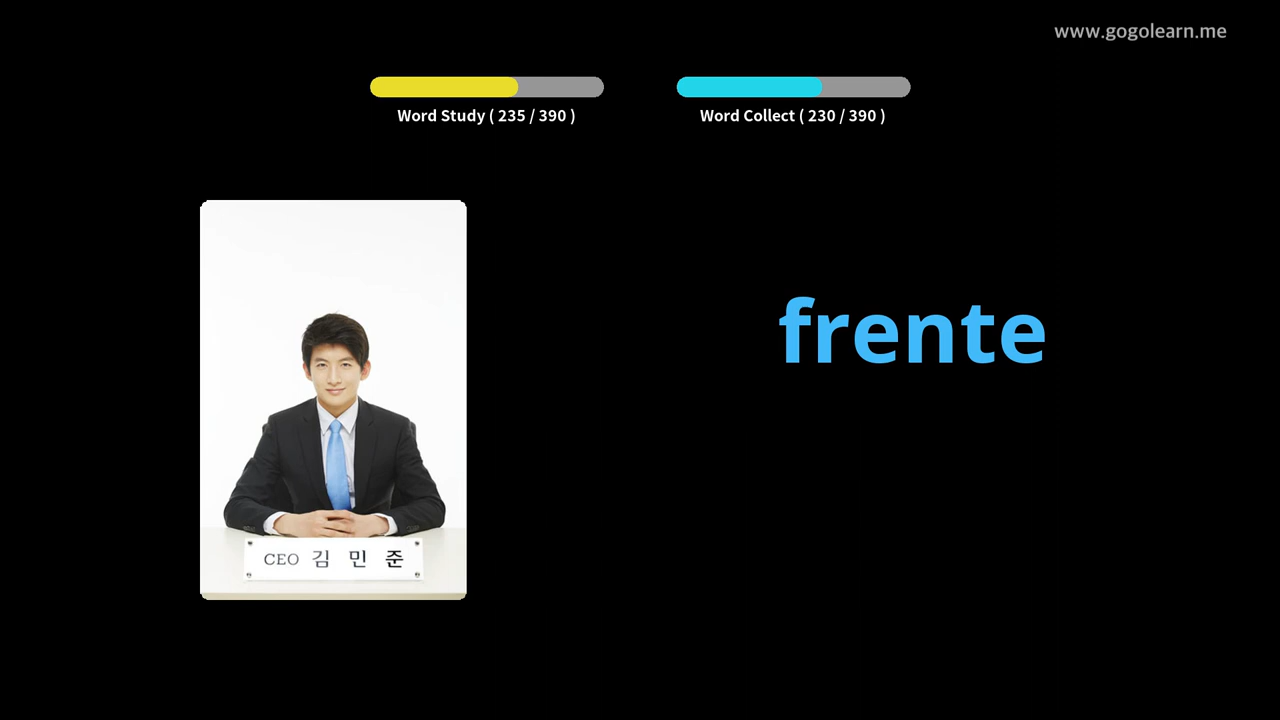 www.gogolearn.me
Word Study ( 235 / 390 )
Word Collect ( 230 / 390 )
frente
CEO 김 민 준